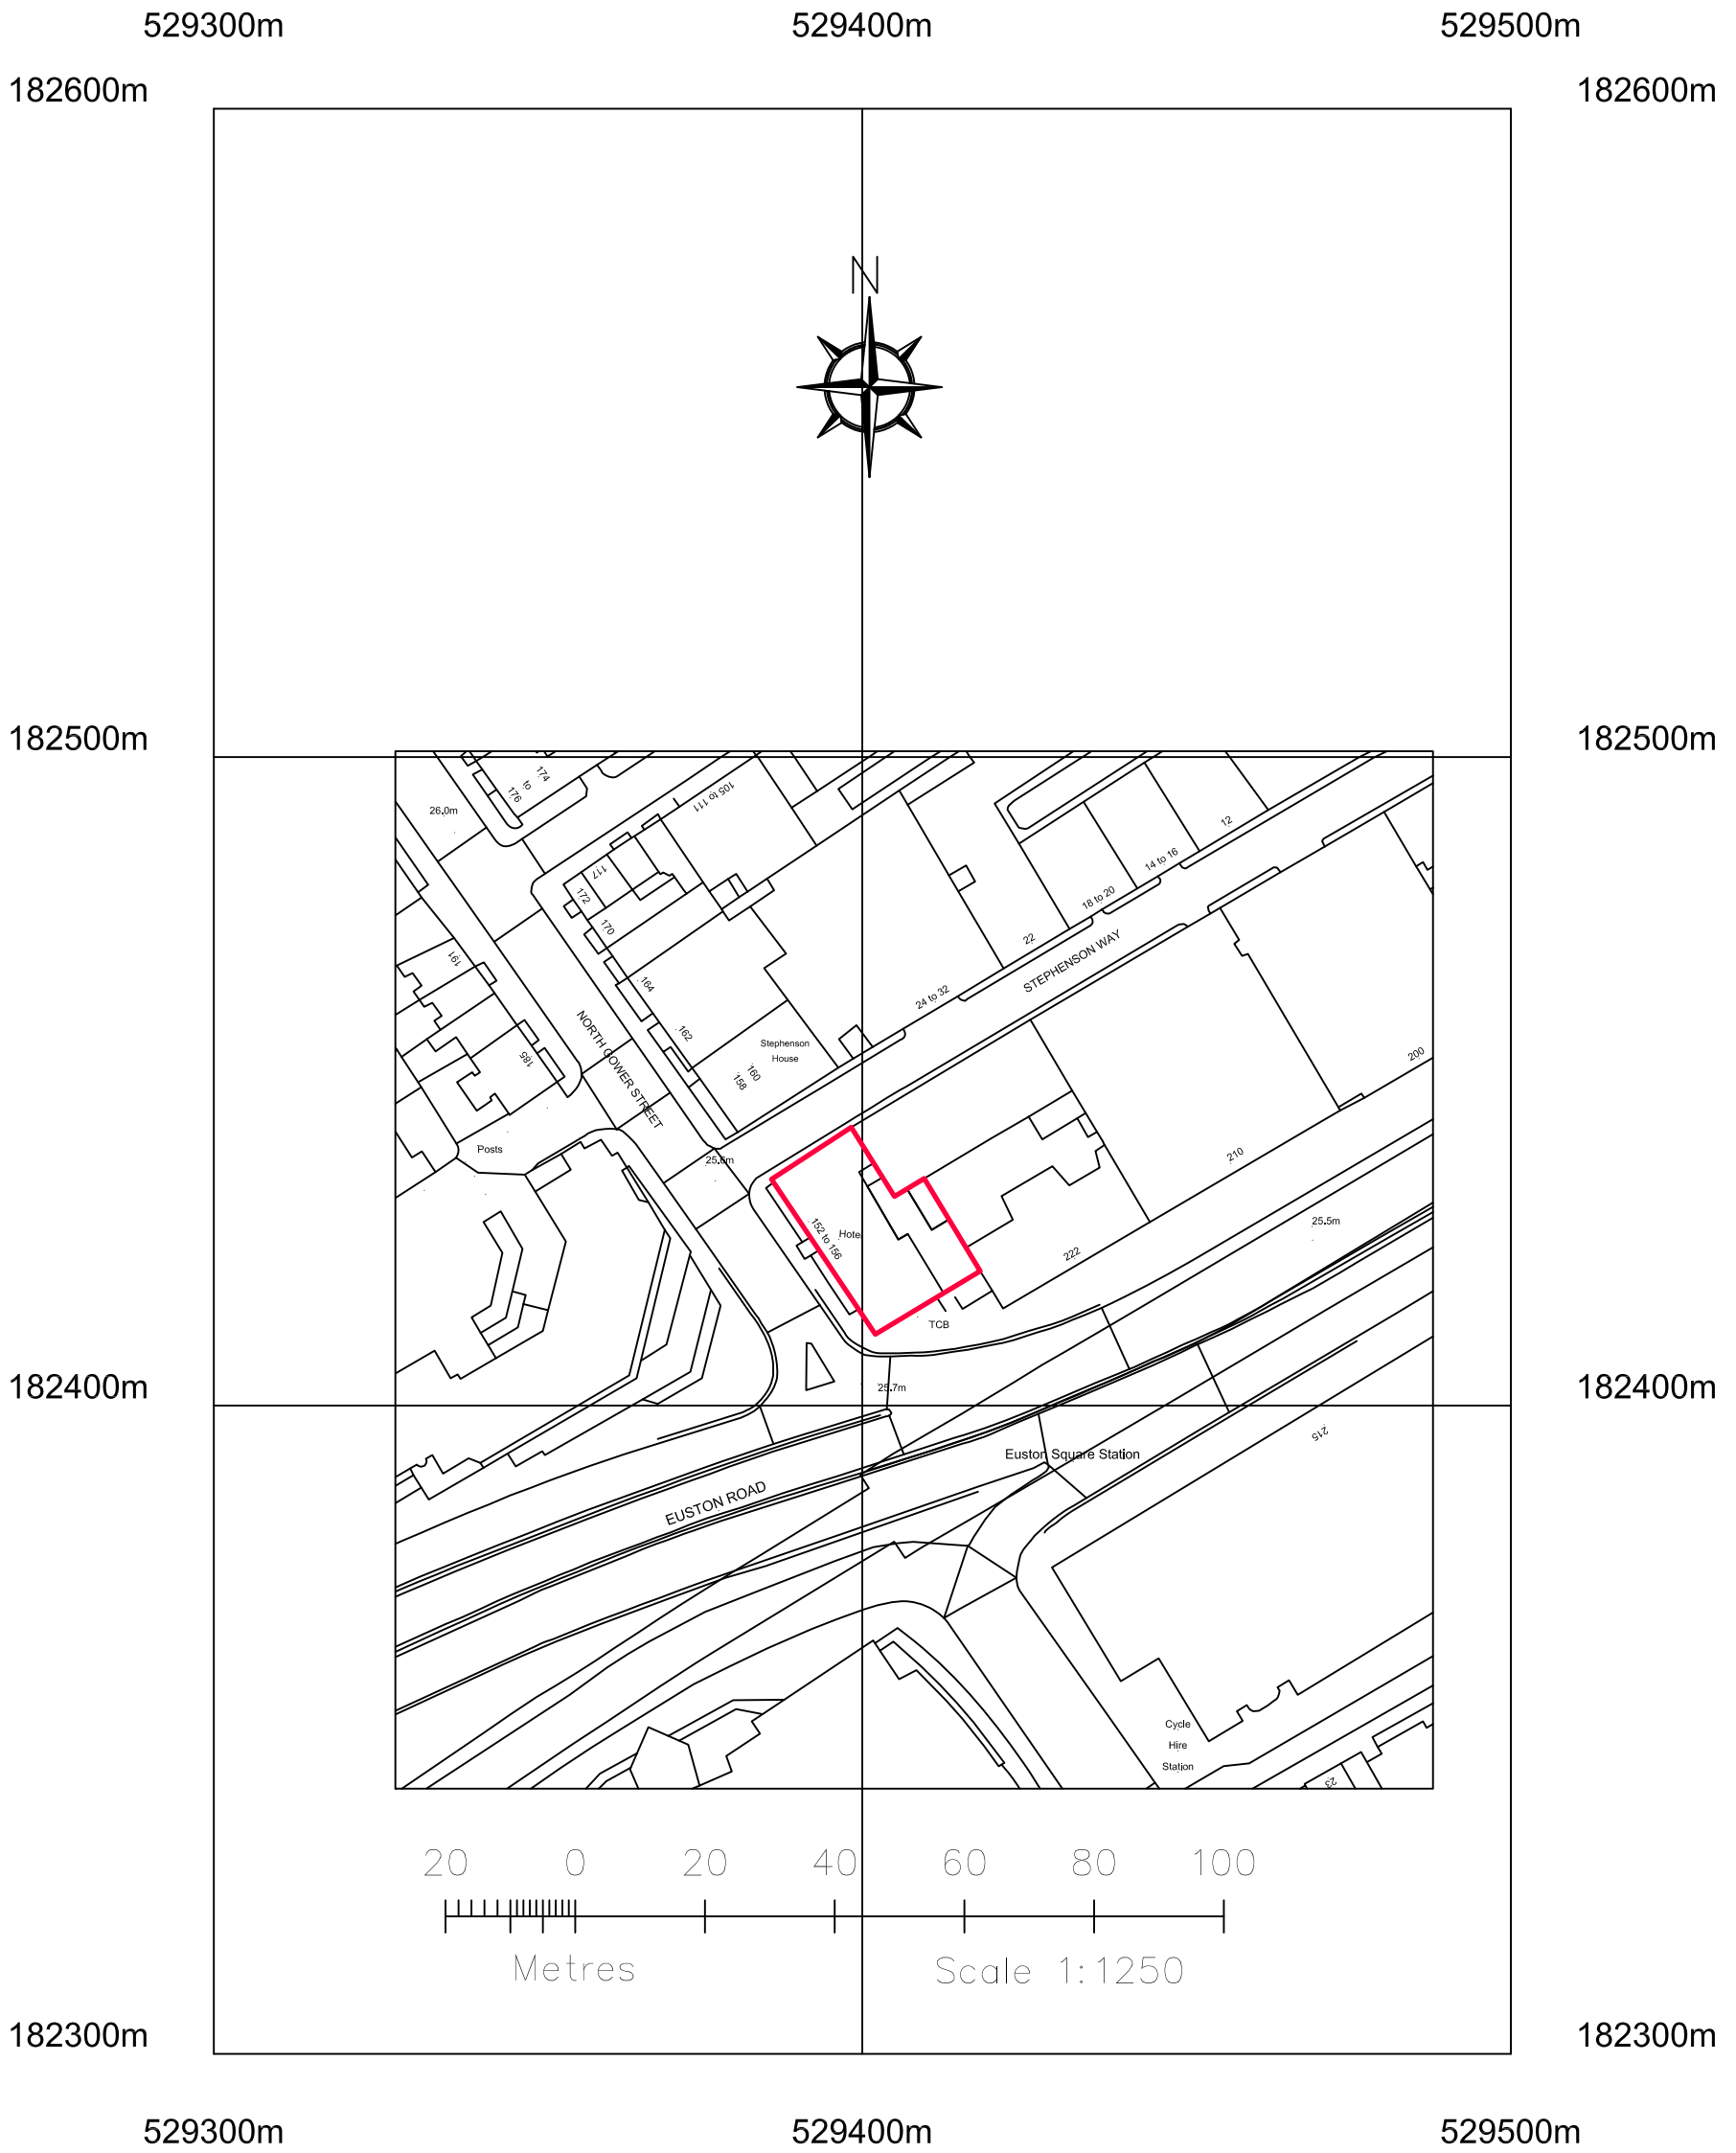 529300m 529400m 529500m
182600m 182600m
N
182500m 182500m
174
to
176
26.0m
105 to 111
12
117
14 to 16
172
18 to 20
170
22
191
STEPHENSON WAY
164
24 to 32
NORTH GOWER STREET
162
Stephenson
House
185
160
158
200
Posts
25.6m
210
152 to 156
Hotel
25.5m
222
TCB
182400m 182400m
25.7m
215
Euston Square Station
EUSTON ROAD
Cycle
Hire
Station
23
20 0 20 40 60 80 100
Metres Scale 1:1250
182300m 182300m
529300m 529400m 529500m